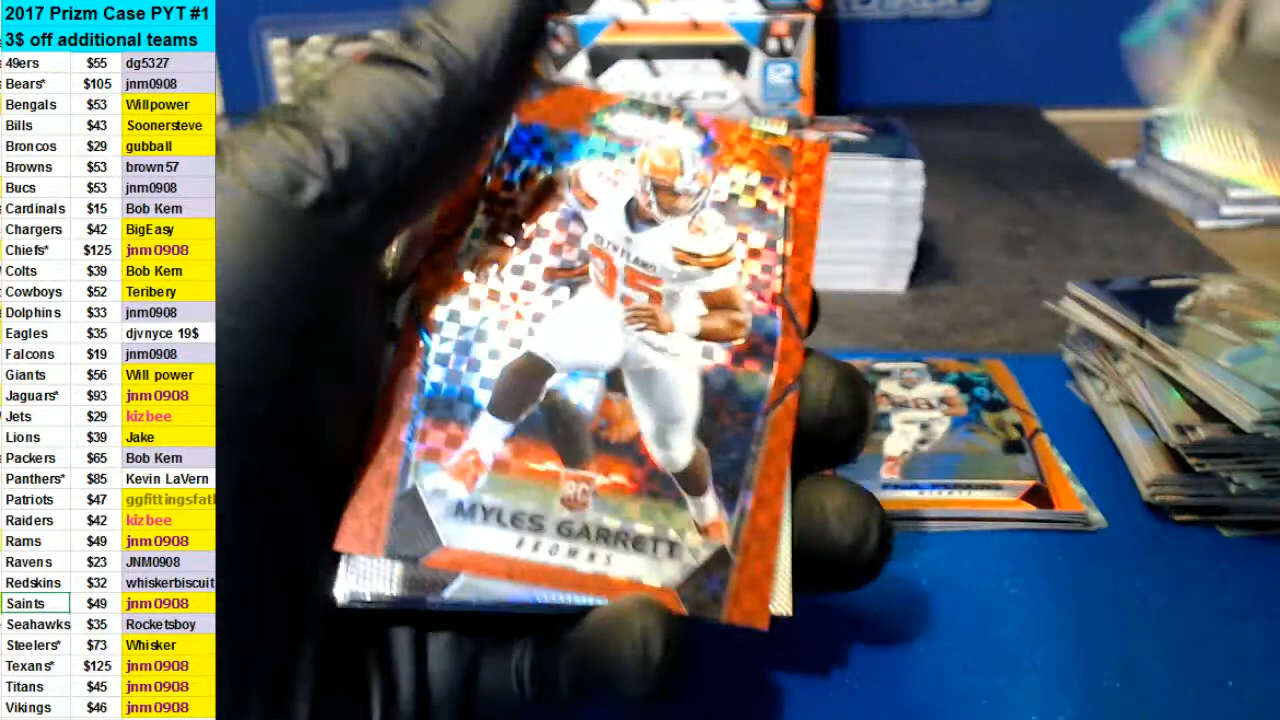 2017 Prizm Case PYT #1
3$ off additional teams
49ers $55 dg5327
Bears* $105 jnm0908
Bengals $53 Willpower
Bills $43 Soonersteve
Broncos $29 gubball
Browns $53 brown57
Bucs $53 jnm0908
Cardinals $15 Bob Kern
Chargers $42 BigEasy
Chiefs* $125 jnm0908
Colts $39 Bob Kern
Cowboys $52 Teribery
Dolphins $33 jnm0908
Eagles $35 djvnyce 19$
Falcons $19 jnm0908
Giants $56 Will power
Jaguars* $93 jnm0908
Jets $29 kizbee
Lions $39 Jake
Packers $65 Bob Kern
Panthers* $85 Kevin LaVern
Patriots $47 ggfittingsfatl
Raiders $42 kizbee
Rams $49 jnm0908
Ravens $23 JNM0908
Redskins $32 whiskerbiscuit
Saints $49 jnm0908
Seahawks $35 Rocketsboy
Steelers* $73 Whisker
Texans* $125 jnm0908
Titans $45 jnm0908
Vikings $46 jnm0908
95
RC
MYLES GARRETT
BROWNS
GIANTS